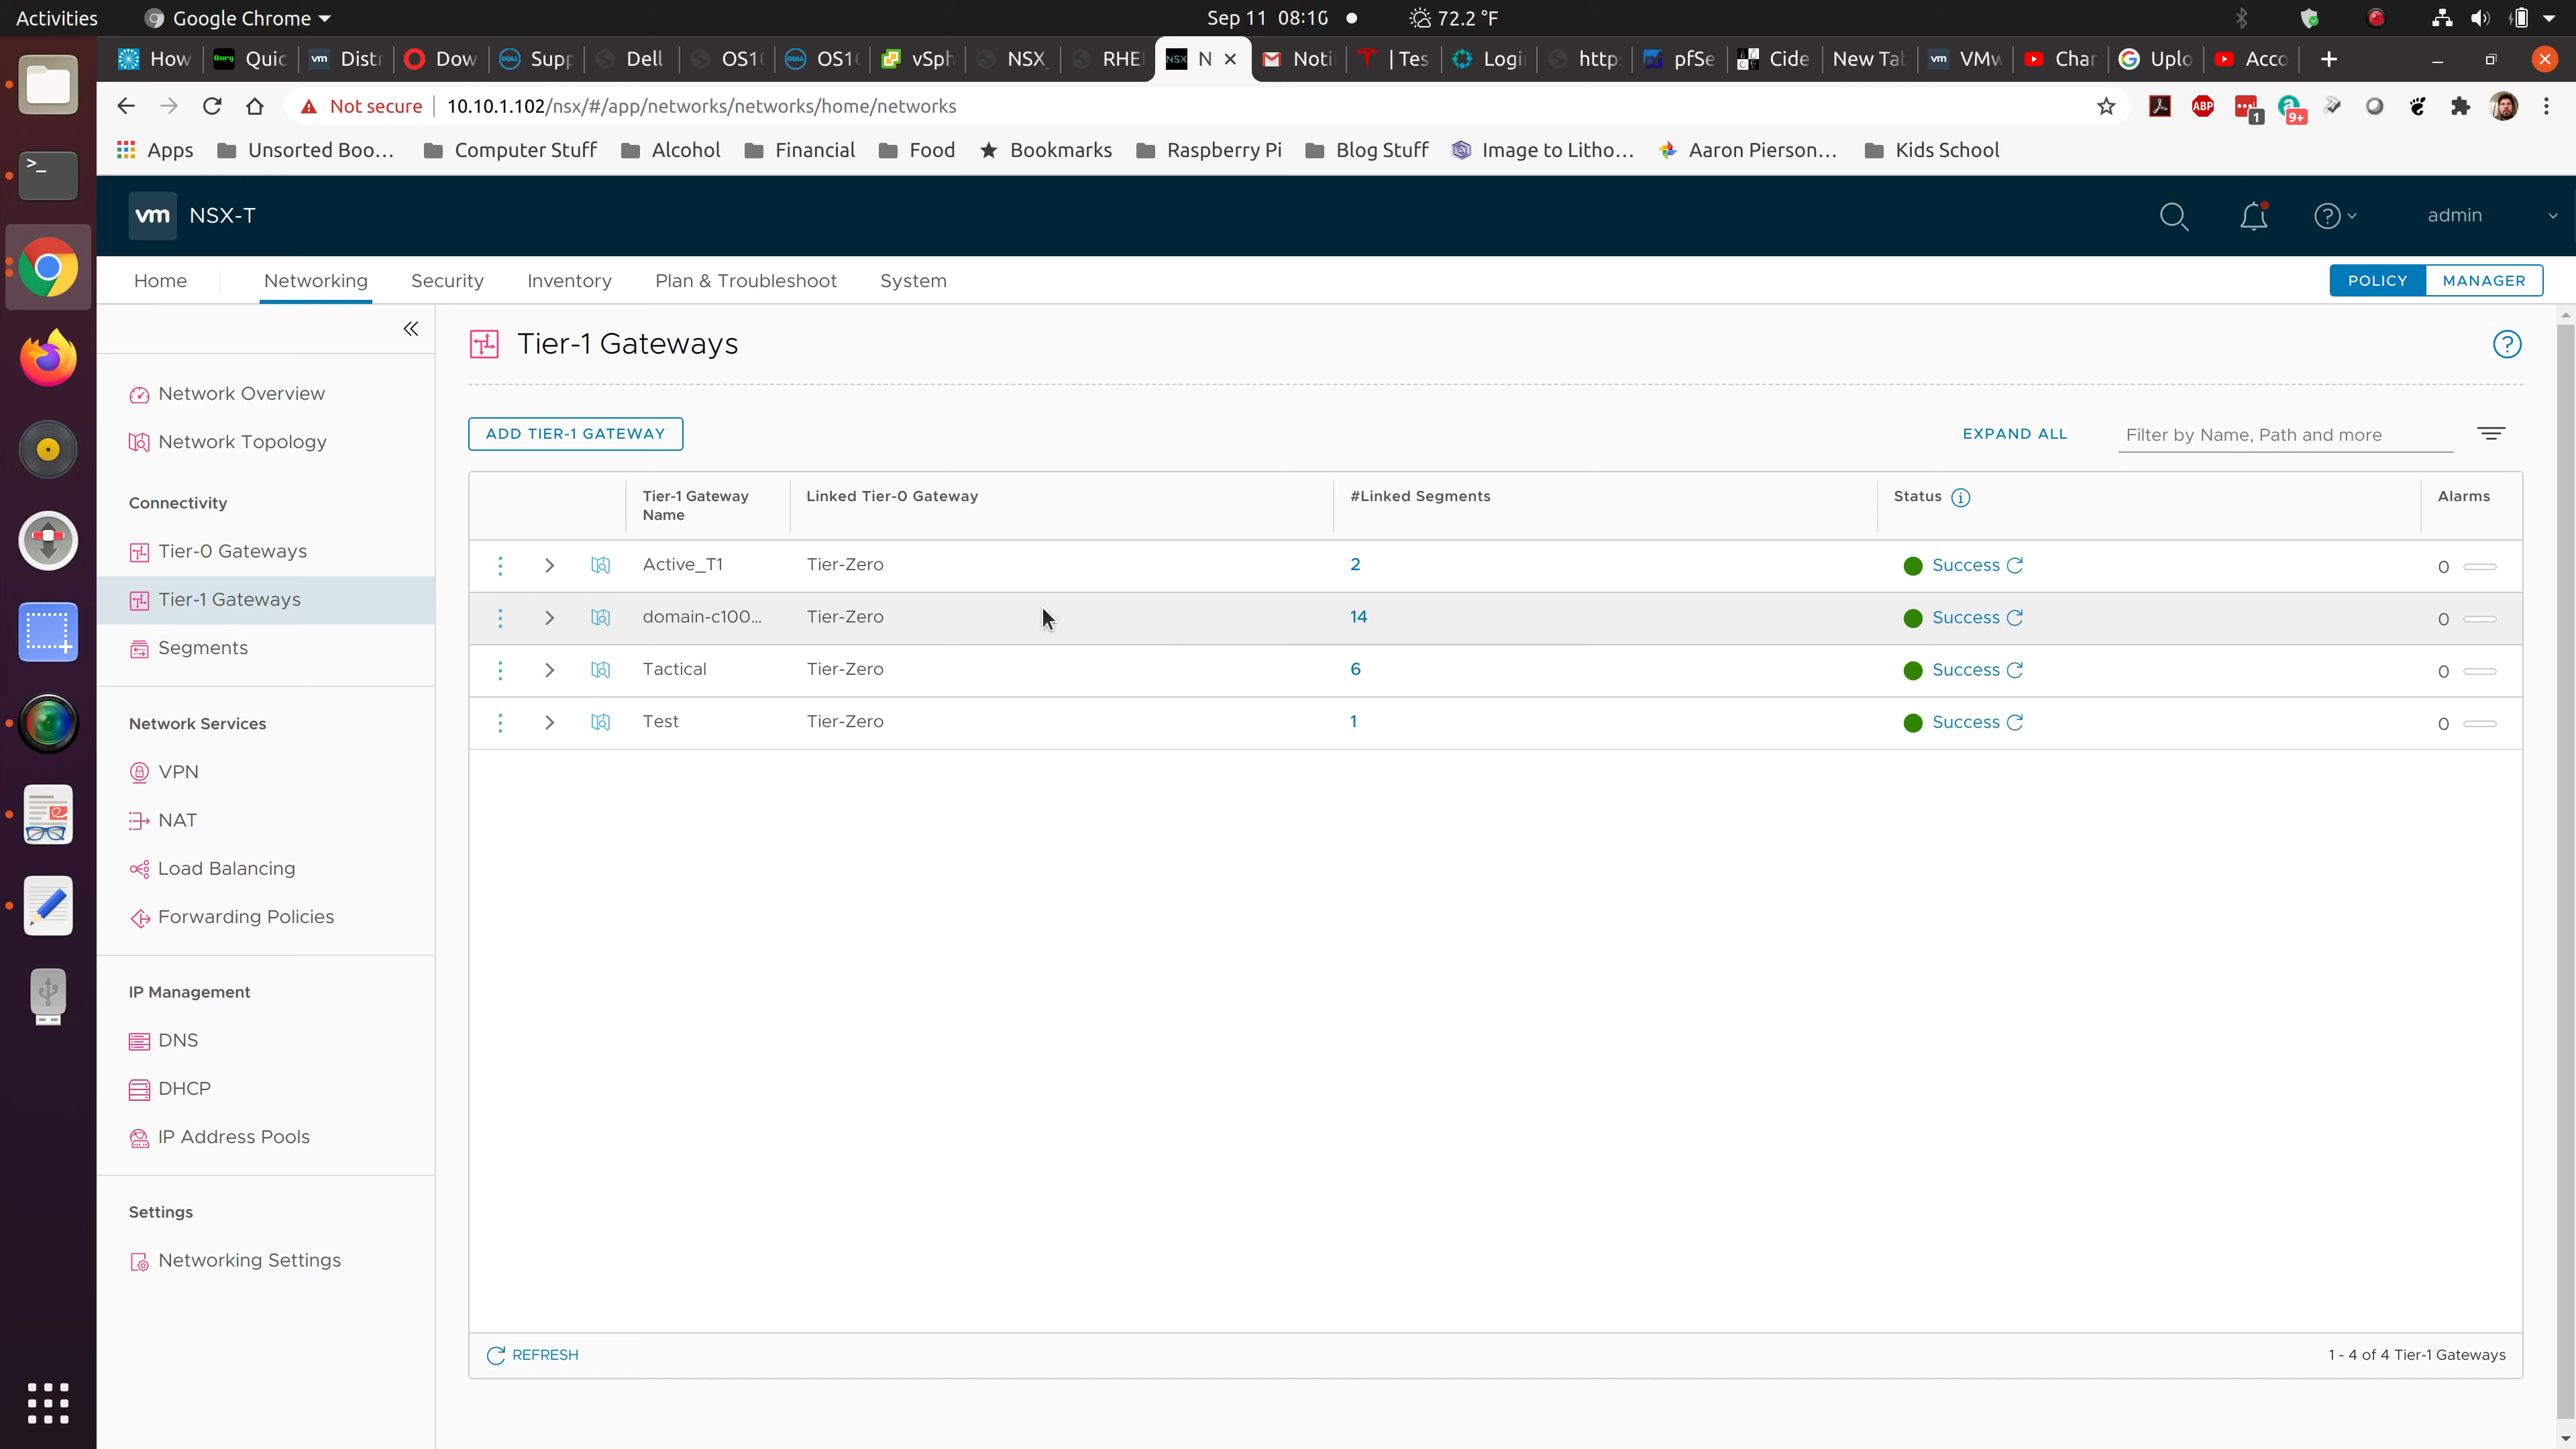 Activities Google Chrome Sep 11 08:10 72.2 °F
How Quic Distr Dow Supp Dell OS1 OS1 vSph NSX RHE N Noti | Tes Logi http pfSe Cide New Tab VMw Char Uplo Acco
Not secure 10.10.1.102/nsx/#/app/networks/networks/home/networks ABP 1 9+
Apps Unsorted Boo... Computer Stuff Alcohol Financial Food Bookmarks Raspberry Pi Blog Stuff Image to Litho... Aaron Pierson... Kids School
vm NSX-T admin
Home Networking Security Inventory Plan & Troubleshoot System POLICY MANAGER
Tier-1 Gateways
Network Overview
Network Topology
Connectivity
Tier-0 Gateways
Tier-1 Gateways
Segments
Network Services
VPN
NAT
Load Balancing
Forwarding Policies
IP Management
DNS
DHCP
IP Address Pools
Settings
Networking Settings
ADD TIER-1 GATEWAY EXPAND ALL Filter by Name, Path and more
Tier-1 Gateway Name Linked Tier-0 Gateway #Linked Segments Status Alarms
Active_T1 Tier-Zero 2 Success 0
domain-c100... Tier-Zero 14 Success 0
Tactical Tier-Zero 6 Success 0
Test Tier-Zero 1 Success 0
REFRESH 1 - 4 of 4 Tier-1 Gateways